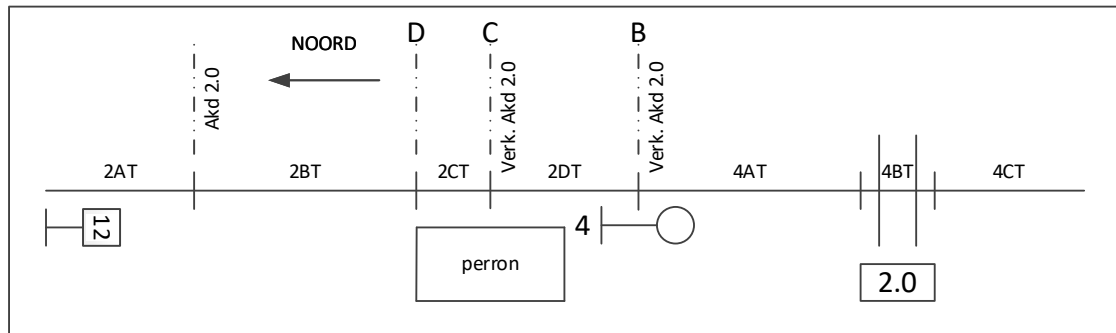 D
C
B
NOORD
Akd 2.0
Verk. Akd 2.0
Verk. Akd 2.0
2AT
2BT
2CT
2DT
4AT
4BT
4CT
12
4
perron
2.0